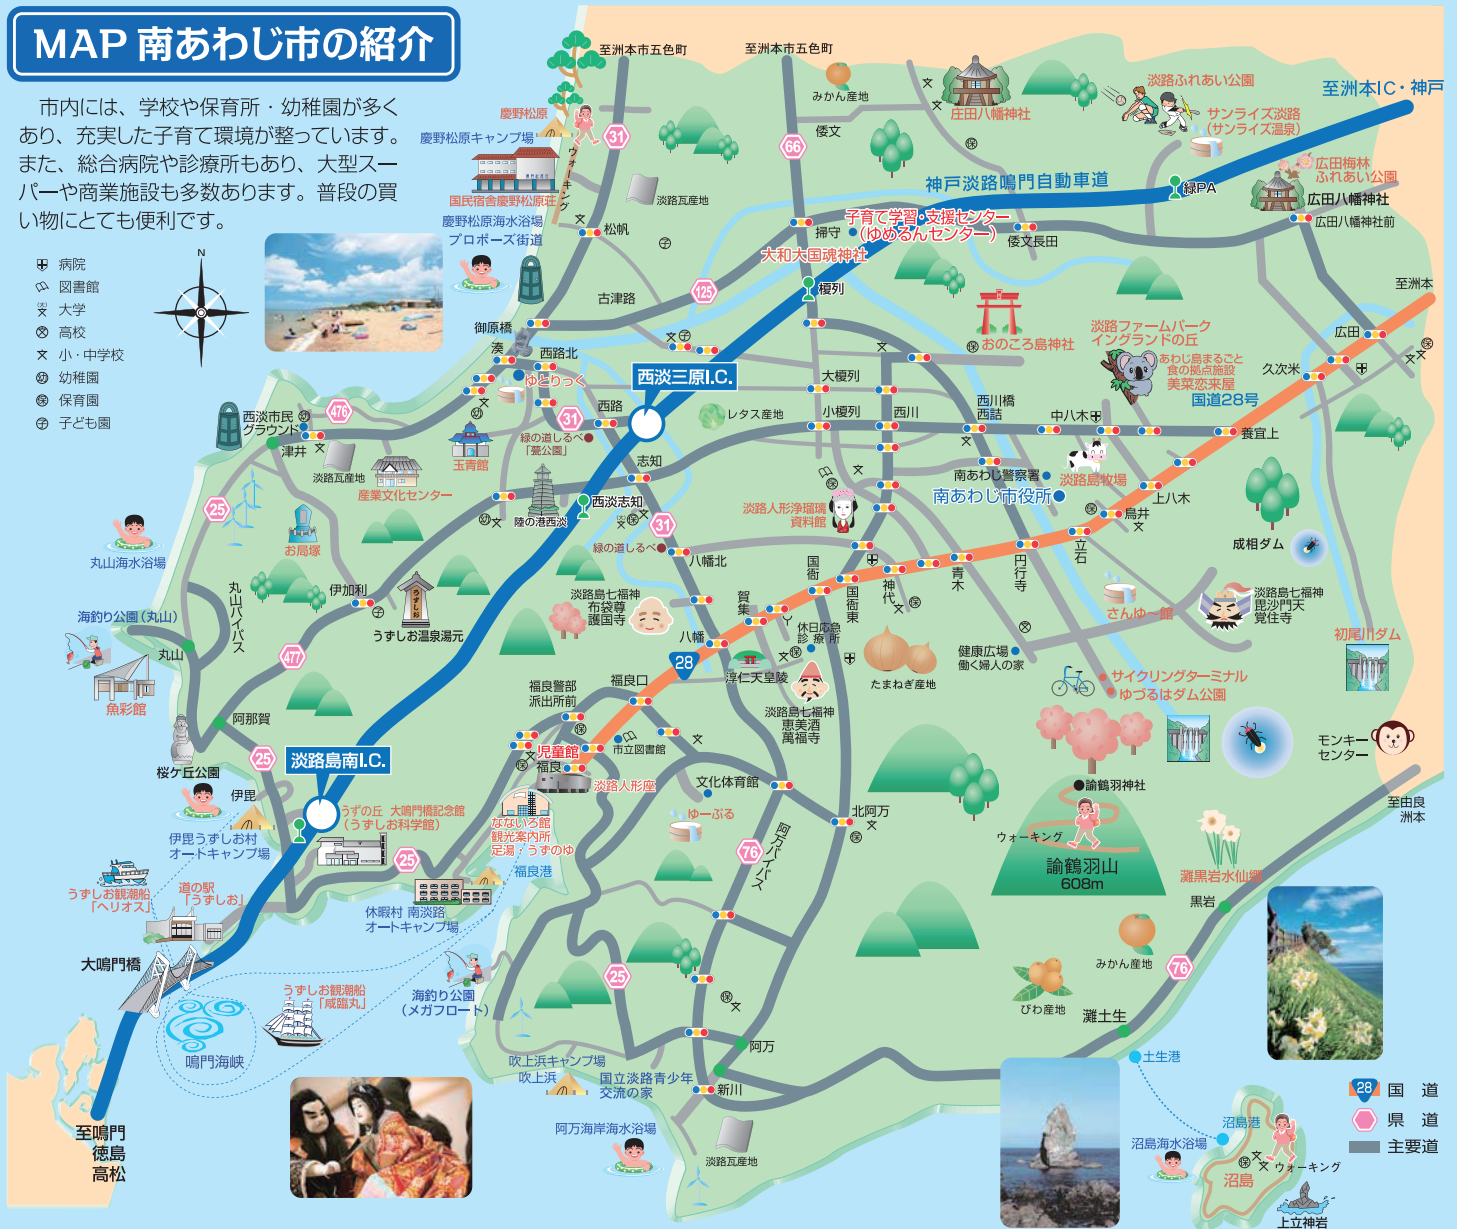 MAP 南あわじ市の紹介
市内には、学校や保育所・幼稚園が多く
あり、充実した子育て環境が整っています。
また、総合病院や診療所もあり、大型スー
パーや商業施設も多数あります。普段の買
い物にとても便利です。
N
病院
図書館
大学
高校
小・中学校
幼稚園
保育園
子ども園
至洲本市五色町
至洲本市五色町
至洲本IC・神戸
みかん産地
庄田八幡神社
淡路ふれあい公園
サンライズ淡路
(サンライズ温泉)
慶野松原
慶野松原キャンプ場
31
66
倭文
ウォーキング
国民宿舎慶野松原荘
淡路瓦産地
神戸淡路鳴門自動車道
緑PA
広田梅林
ふれあい公園
広田八幡神社
広田八幡神社前
慶野松原海水浴場
プロポーズ街道
松帆
掃守
子育て学習・支援センター
(ゆめるんセンター)
倭文長田
大和大国魂神社
125
榎列
古津路
至洲本
御原橋
湊
西路北
ゆとりっく
おのころ島神社
淡路ファームパーク
イングランドの丘
あわじ島まるごと
食の拠点施設
美菜恋来屋
国道28号
広田
久次米
西淡三原I.C.
大榎列
小榎列
西川
西川橋
西詰
中八木
養宜上
レタス産地
西淡市民
グラウンド
476
津井
31
西路
緑の道しるべ
「甍公園」
玉青館
淡路瓦産地
産業文化センター
志知
西淡志知
陸の港西淡
31
緑の道しるべ
八幡北
淡路人形浄瑠璃
資料館
南あわじ警察署
南あわじ市役所
淡路島牧場
上八木
鳥井
立石
円行寺
青木
神代
国衙東
国衙
賀集
成相ダム
25
お局塚
丸山海水浴場
海釣り公園(丸山)
丸山バイパス
伊加利
うずしお
うずしお温泉湯元
淡路島七福神
布袋尊
護国寺
休日応急
診療所
さんゆ〜館
淡路島七福神
毘沙門天
覚住寺
初尾川ダム
丸山
魚彩館
477
八幡
28
淳仁天皇陵
淡路島七福神
恵美酒
萬福寺
たまねぎ産地
健康広場
働く婦人の家
サイクリングターミナル
ゆづるはダム公園
福良警部
派出所前
福良口
阿那賀
桜ケ丘公園
25
淡路島南I.C.
児童館
福良
市立図書館
淡路人形座
文化体育館
ゆーぷる
モンキー
センター
至由良
洲本
諭鶴羽神社
ウォーキング
諭鶴羽山
608m
灘黒岩水仙郷
黒岩
伊毘
伊毘うずしお村
オートキャンプ場
うずの丘 大鳴門橋記念館
(うずしお科学館)
25
なないろ館
観光案内所
足湯・うずのゆ
福良港
76
阿万バイパス
北阿万
うずしお観潮船
「ヘリオス」
道の駅
「うずしお」
休暇村 南淡路
オートキャンプ場
大鳴門橋
うずしお観潮船
「咸臨丸」
鳴門海峡
海釣り公園
(メガフロート)
25
みかん産地
びわ産地
76
灘土生
土生港
吹上浜キャンプ場
吹上浜
国立淡路青少年
交流の家
阿万
新川
阿万海岸海水浴場
淡路瓦産地
至鳴門
徳島
高松
沼島港
沼島海水浴場
沼島
ウォーキング
上立神岩
28
国道
県道
主要道